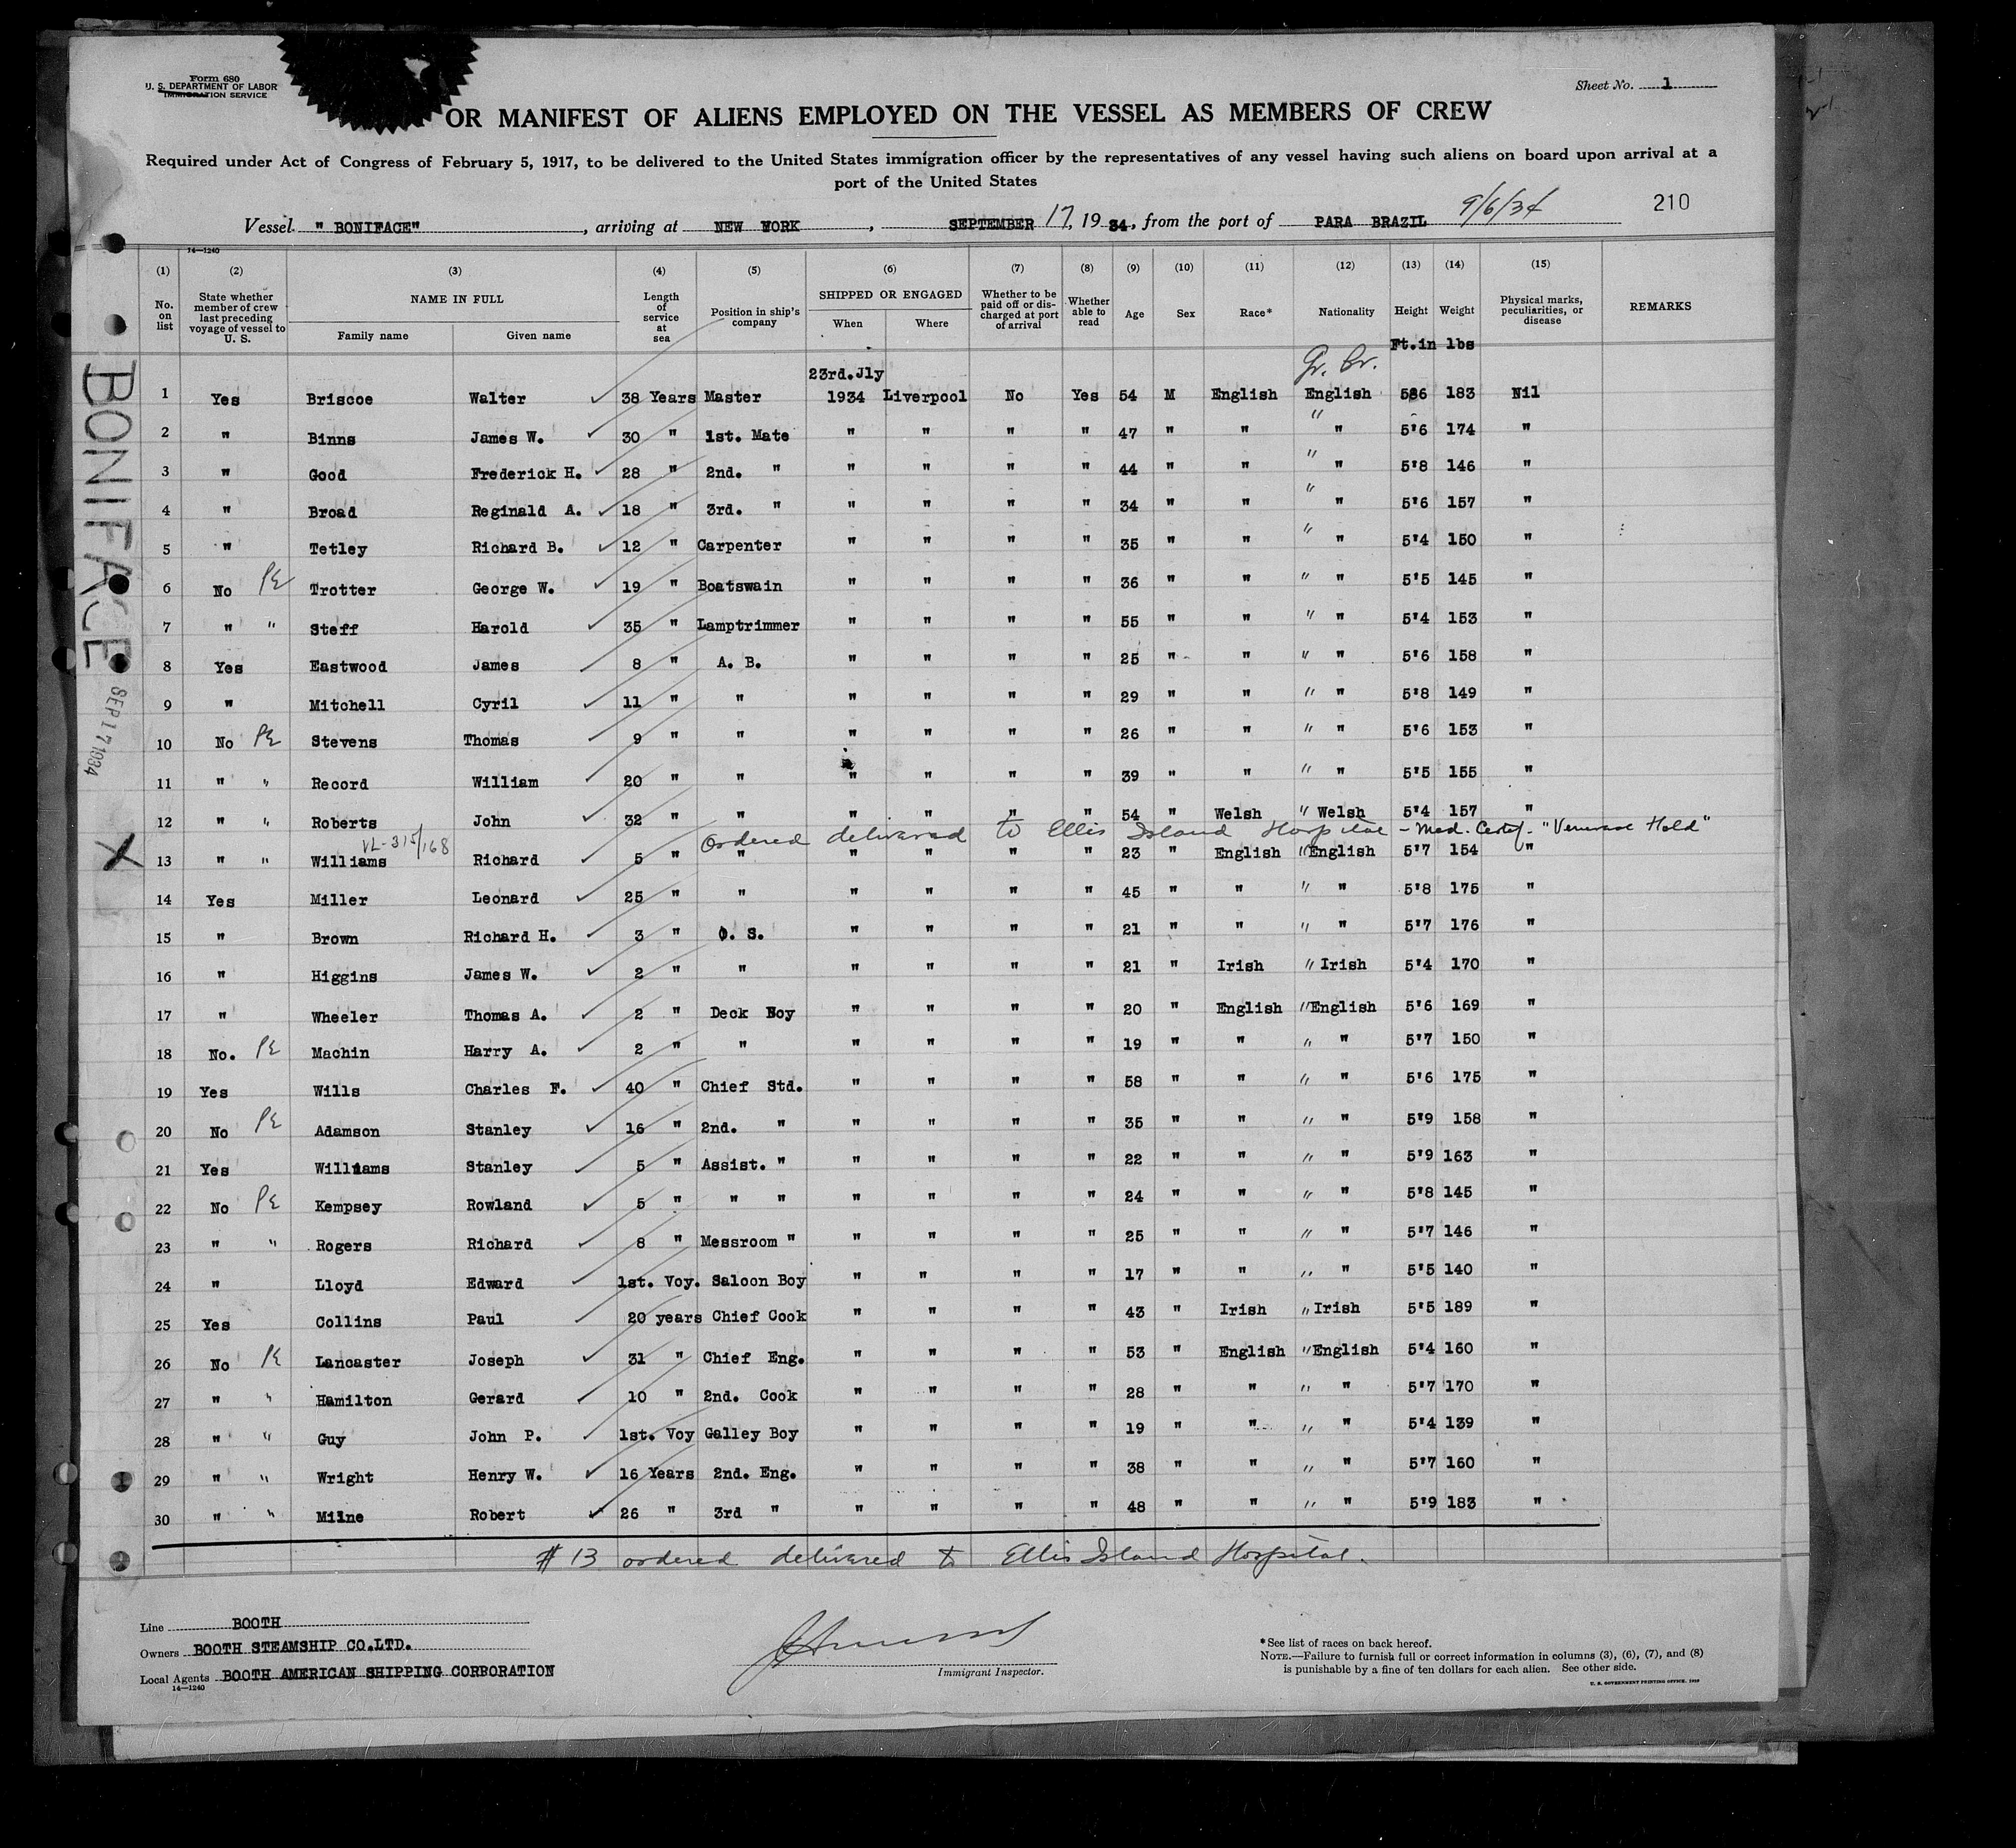 Form 680
U. S. DEPARTMENT OF LABOR
IMMIGRATION SERVICE
Sheet No. 1
OR MANIFEST OF ALIENS EMPLOYED ON THE VESSEL AS MEMBERS OF CREW
Required under Act of Congress of February 5, 1917, to be delivered to the United States immigration officer by the representatives of any vessel having such aliens on board upon arrival at a
port of the United States
9/6/34
210
Vessel "BONIFACE", arriving at NEW YORK, SEPTEMBER 17, 1934, from the port of PARA BRAZIL
14—1240
(1) (2) (3) (4) (5) (6) (7) (8) (9) (10) (11) (12) (13) (14) (15)
No. on list
State whether member of crew last preceding voyage of vessel to U. S.
NAME IN FULL
Family name Given name
Length of service at sea
Position in ship's company
SHIPPED OR ENGAGED
When Where
Whether to be paid off or discharged at port of arrival
Whether able to read
Age Sex Race* Nationality Height Weight
Physical marks, peculiarities, or disease
REMARKS
Ft.in lbs
23rd.Jly Gr. Br.
1 Yes Briscoe Walter 38 Years Master 1934 Liverpool No Yes 54 M English English 586 183 Nil
2 " Binns James W. 30 " 1st. Mate " " " " 47 " " " " 5'6 174 "
3 " Good Frederick H. 28 " 2nd. " " " " " 44 " " " " 5'8 146 "
4 " Broad Reginald A. 18 " 3rd. " " " " " 34 " " " " 5'6 157 "
5 " Tetley Richard B. 12 " Carpenter " " " " 35 " " " " 5'4 150 "
6 No PE Trotter George W. 19 " Boatswain " " " " 36 " " " " 5'5 145 "
7 " " Steff Harold 35 " Lamptrimmer " " " " 55 " " " " 5'4 153 "
8 Yes Eastwood James 8 " A. B. " " " " 25 " " " " 5'6 158 "
9 " Mitchell Cyril 11 " " " " " " 29 " " " " 5'8 149 "
10 No PE Stevens Thomas 9 " " " " " " 26 " " " " 5'6 153 "
11 " " Record William 20 " " " " " " 39 " " " " 5'5 155 "
12 " " Roberts John 32 " " " " " " 54 " Welsh " Welsh 5'4 157 "
VL-315/168 Ordered delivered to Ellis Island Hospital - Med. Certif. Hold"
X 13 " " Williams Richard 5 " " " " " " 23 " English " English 5'7 154 "
14 Yes Miller Leonard 25 " " " " " " 45 " " " " 5'8 175 "
15 " Brown Richard H. 3 " O. S. " " " " 21 " " " " 5'7 176 "
16 " Higgins James W. 2 " " " " " " 21 " Irish " Irish 5'4 170 "
17 " Wheeler Thomas A. 2 " Deck Boy " " " " 20 " English " English 5'6 169 "
18 No. PE Machin Harry A. 2 " " " " " " 19 " " " " 5'7 150 "
19 Yes Wills Charles F. 40 " Chief Std. " " " " 58 " " " " 5'6 175 "
20 No PE Adamson Stanley 16 " 2nd. " " " " " 35 " " " " 5'9 158 "
21 Yes Williams Stanley 5 " Assist. " " " " " 22 " " " " 5'9 163 "
22 No PE Kempsey Rowland 5 " " " " " " " 24 " " " " 5'8 145 "
23 " " Rogers Richard 8 " Messroom " " " " " 25 " " " " 5'7 146 "
24 " Lloyd Edward 1st. Voy. Saloon Boy " " " " 17 " " " " 5'5 140 "
25 Yes Collins Paul 20 years Chief Cook " " " " 43 " Irish " Irish 5'5 189 "
26 No PE Lancaster Joseph 31 " Chief Eng. " " " " 53 " English " English 5'4 160 "
27 " " Hamilton Gerard 10 " 2nd. Cook " " " " 28 " " " " 5'7 170 "
28 " " Guy John P. 1st. Voy Galley Boy " " " " 19 " " " " 5'4 139 "
29 " " Wright Henry W. 16 Years 2nd. Eng. " " " " 38 " " " " 5'7 160 "
30 " " Milne Robert 26 " 3rd " " " " " 48 " " " " 5'9 183 "
# 13 ordered delivered to Ellis Island Hospital.
BONIFACE
SEP 17 1934
Line BOOTH
Owners BOOTH STEAMSHIP CO.LTD.
Local Agents BOOTH AMERICAN SHIPPING CORPORATION
14—1240
Immigrant Inspector.
*See list of races on back hereof.
NOTE.—Failure to furnish full or correct information in columns (3), (6), (7), and (8)
is punishable by a fine of ten dollars for each alien. See other side.
U. S. GOVERNMENT PRINTING OFFICE.